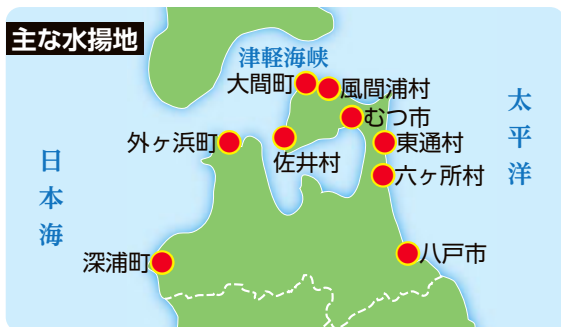 主な水揚地
津軽海峡
大間町
風間浦村
むつ市
外ヶ浜町
佐井村
東通村
六ヶ所村
太平洋
日本海
深浦町
八戸市